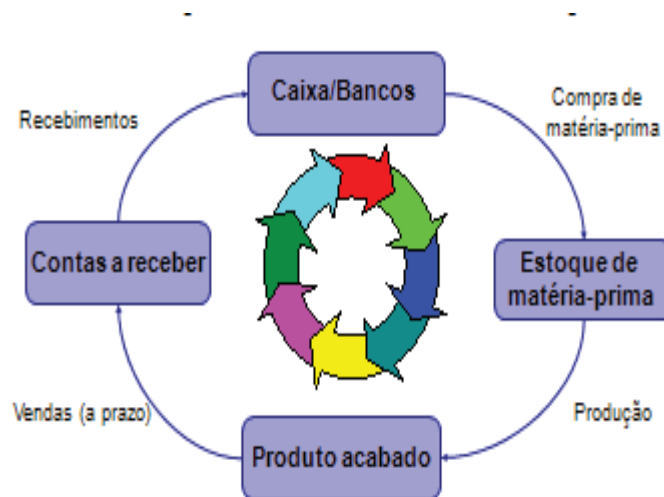 Caixa/Bancos
Compra de
matéria-prima
Estoque de
matéria-prima
Produção
Produto acabado
Vendas (a prazo)
Contas a receber
Recebimentos